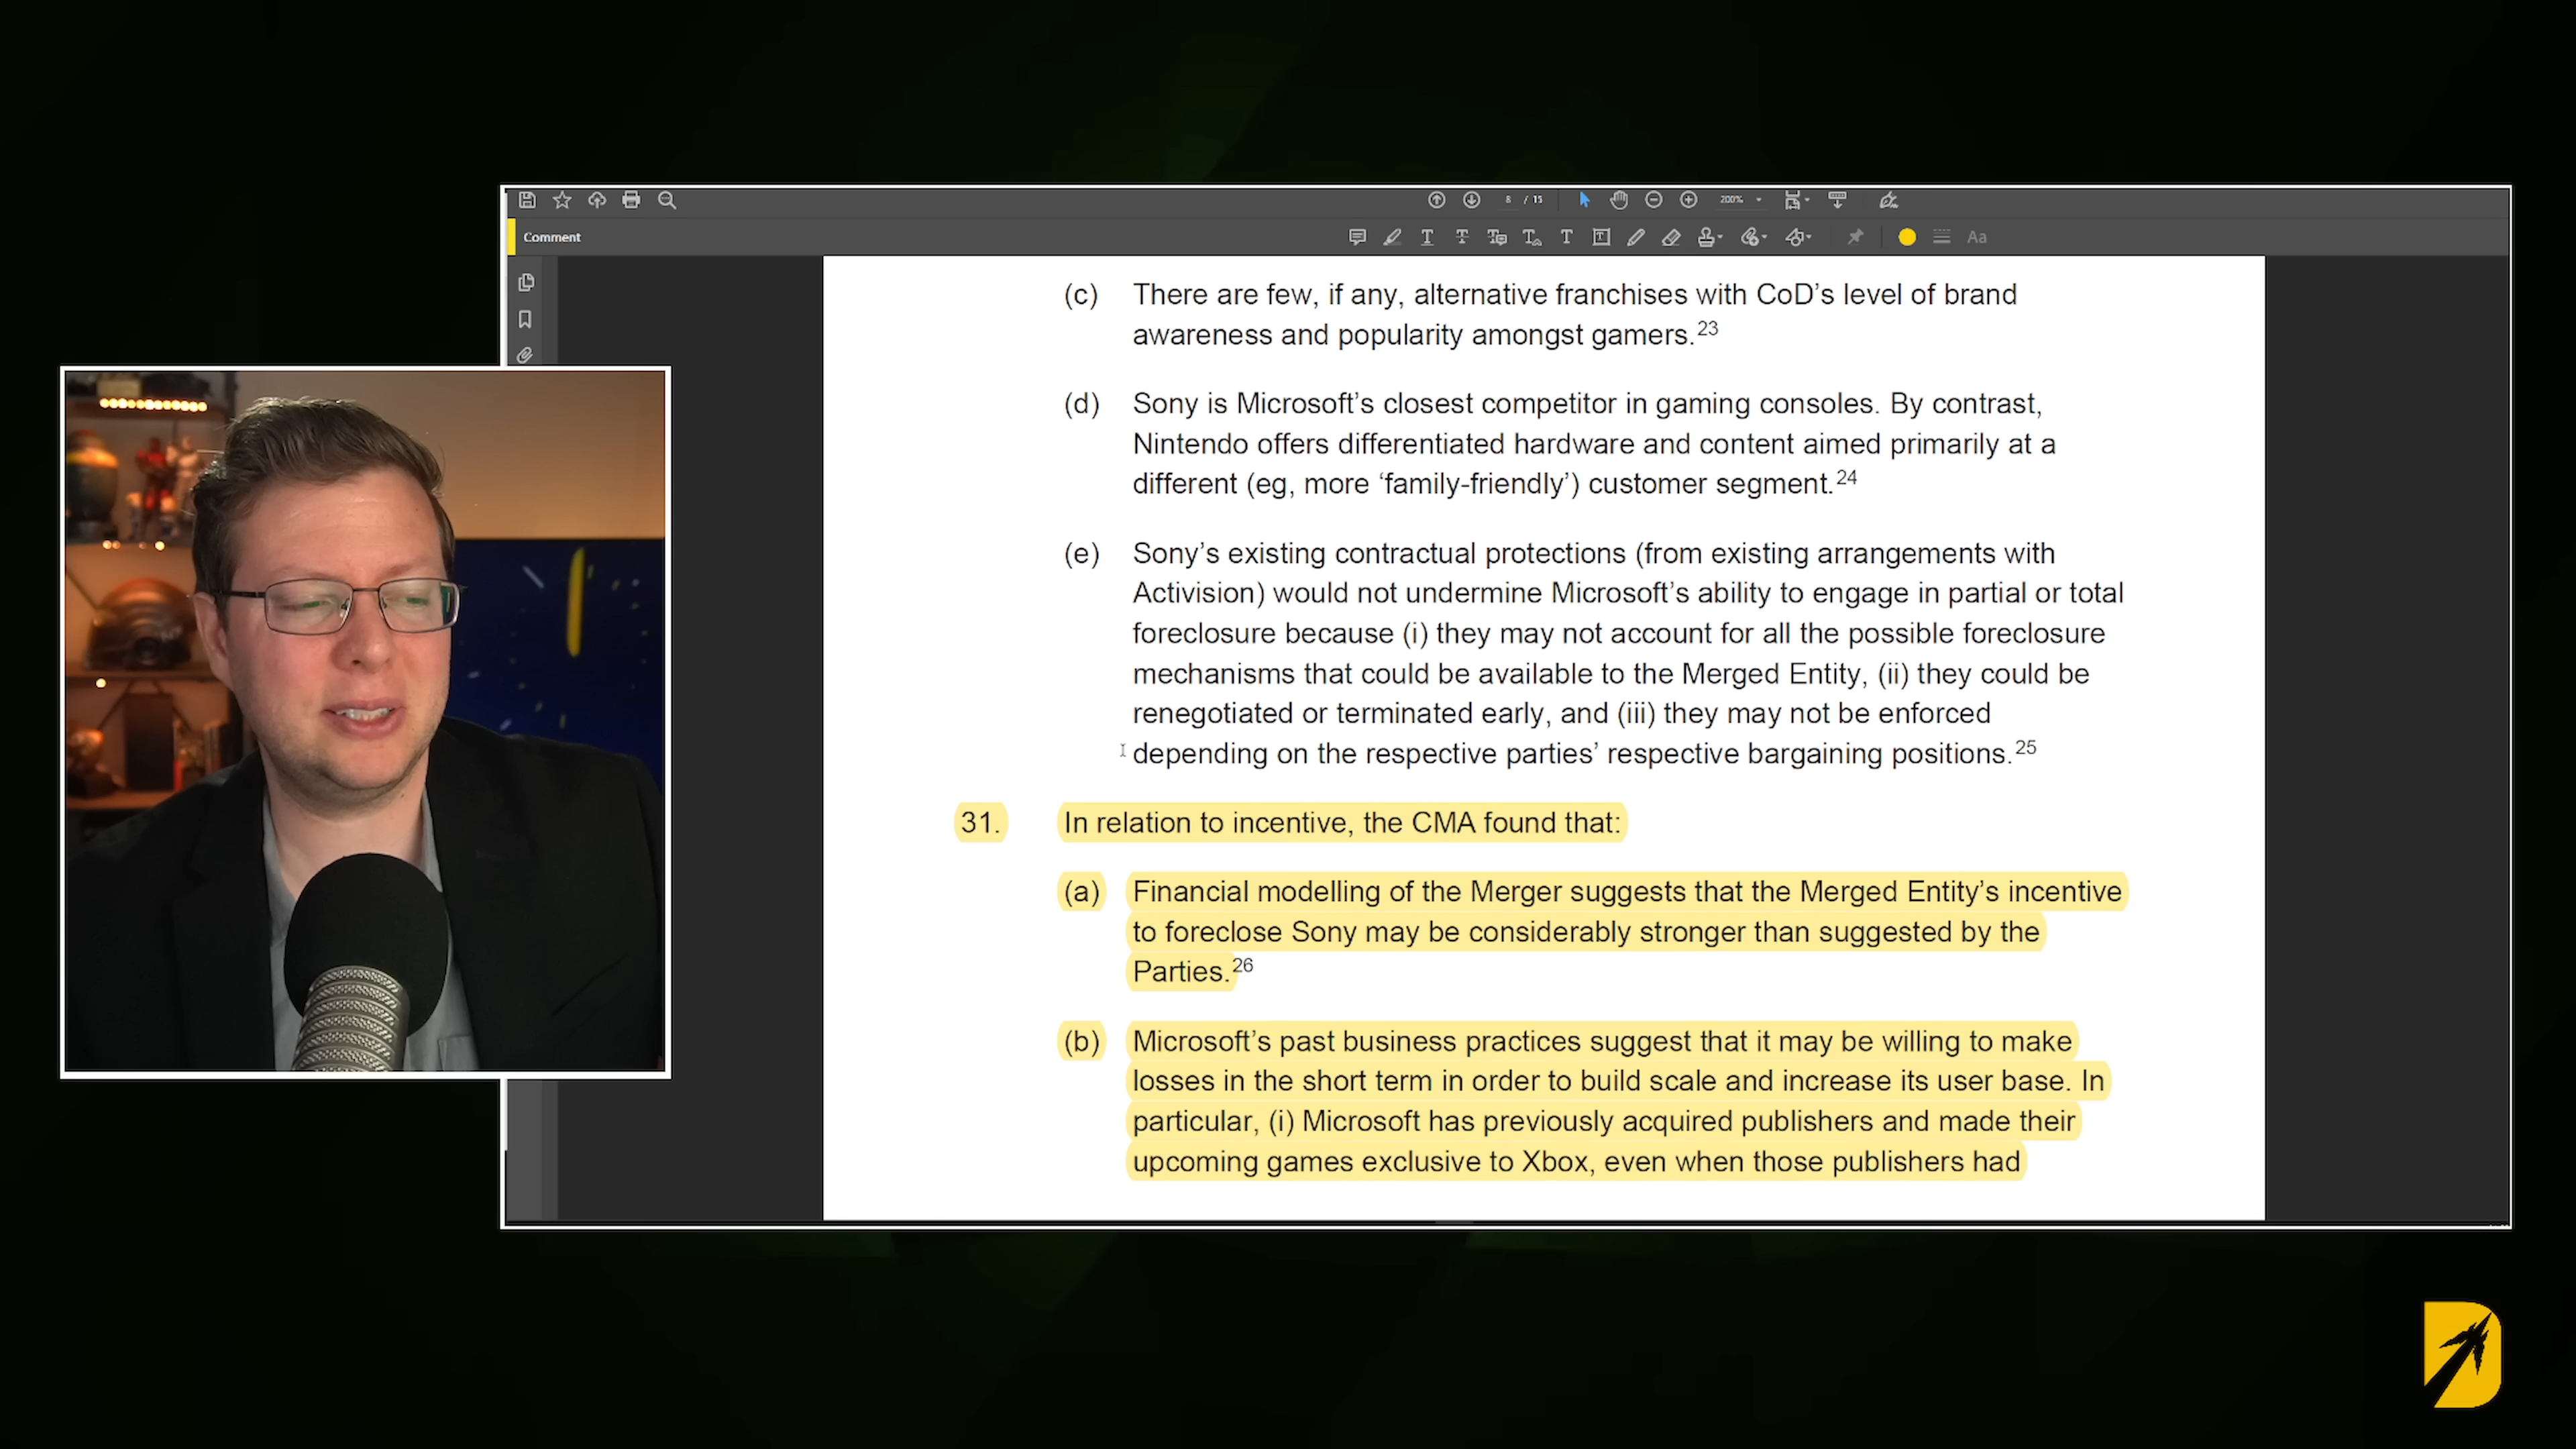 8 / 15
200%
Comment
Aa
(c) There are few, if any, alternative franchises with CoD's level of brand
awareness and popularity amongst gamers.23
(d) Sony is Microsoft's closest competitor in gaming consoles. By contrast,
Nintendo offers differentiated hardware and content aimed primarily at a
different (eg, more 'family-friendly') customer segment.24
(e) Sony's existing contractual protections (from existing arrangements with
Activision) would not undermine Microsoft's ability to engage in partial or total
foreclosure because (i) they may not account for all the possible foreclosure
mechanisms that could be available to the Merged Entity, (ii) they could be
renegotiated or terminated early, and (iii) they may not be enforced
depending on the respective parties' respective bargaining positions.25
31. In relation to incentive, the CMA found that:
(a) Financial modelling of the Merger suggests that the Merged Entity's incentive
to foreclose Sony may be considerably stronger than suggested by the
Parties.26
(b) Microsoft's past business practices suggest that it may be willing to make
losses in the short term in order to build scale and increase its user base. In
particular, (i) Microsoft has previously acquired publishers and made their
upcoming games exclusive to Xbox, even when those publishers had